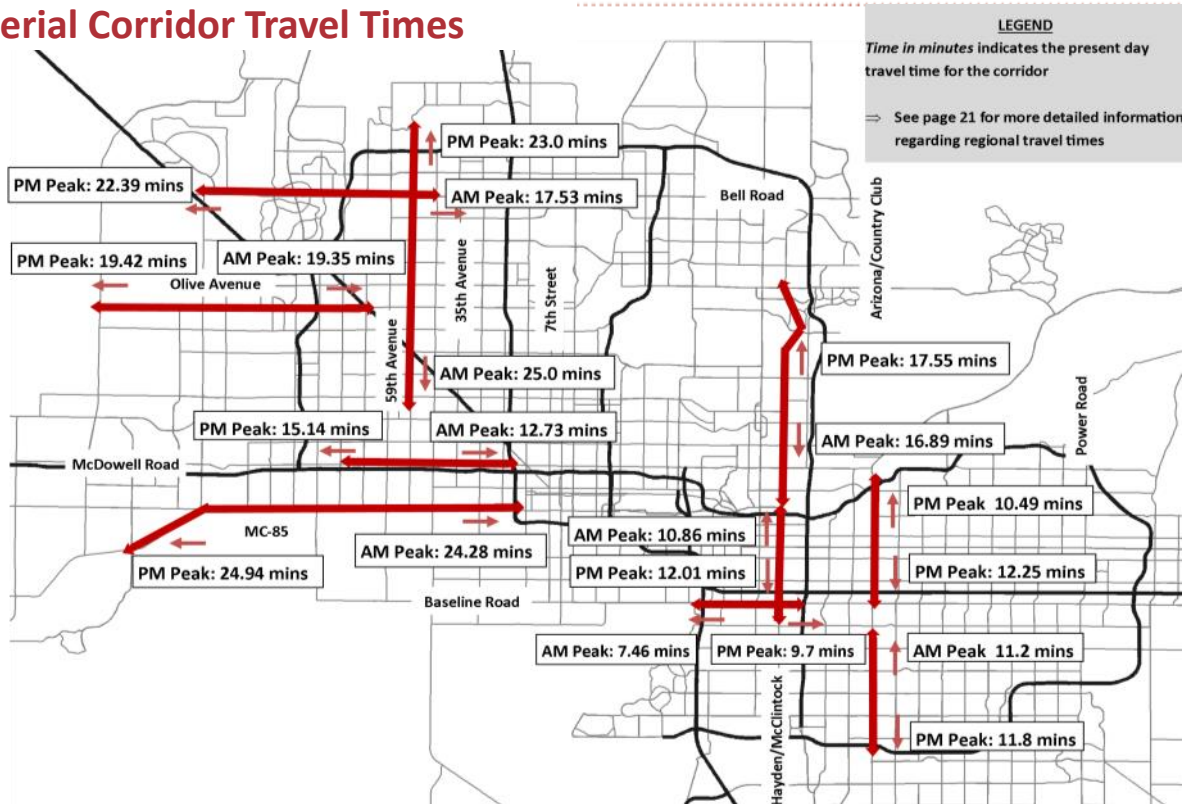 erial Corridor Travel Times
LEGEND
Time in minutes indicates the present day
travel time for the corridor
⇒ See page 21 for more detailed information
regarding regional travel times
PM Peak: 23.0 mins
PM Peak: 22.39 mins
AM Peak: 17.53 mins
Bell Road
Arizona/Country Club
PM Peak: 19.42 mins
AM Peak: 19.35 mins
Olive Avenue
35th Avenue
7th Street
59th Avenue
PM Peak: 17.55 mins
AM Peak: 25.0 mins
Power Road
PM Peak: 15.14 mins
AM Peak: 12.73 mins
AM Peak: 16.89 mins
McDowell Road
PM Peak 10.49 mins
MC-85
AM Peak: 10.86 mins
AM Peak: 24.28 mins
PM Peak: 24.94 mins
PM Peak: 12.01 mins
PM Peak: 12.25 mins
Baseline Road
AM Peak: 7.46 mins
PM Peak: 9.7 mins
AM Peak 11.2 mins
Hayden/McClintock
PM Peak: 11.8 mins